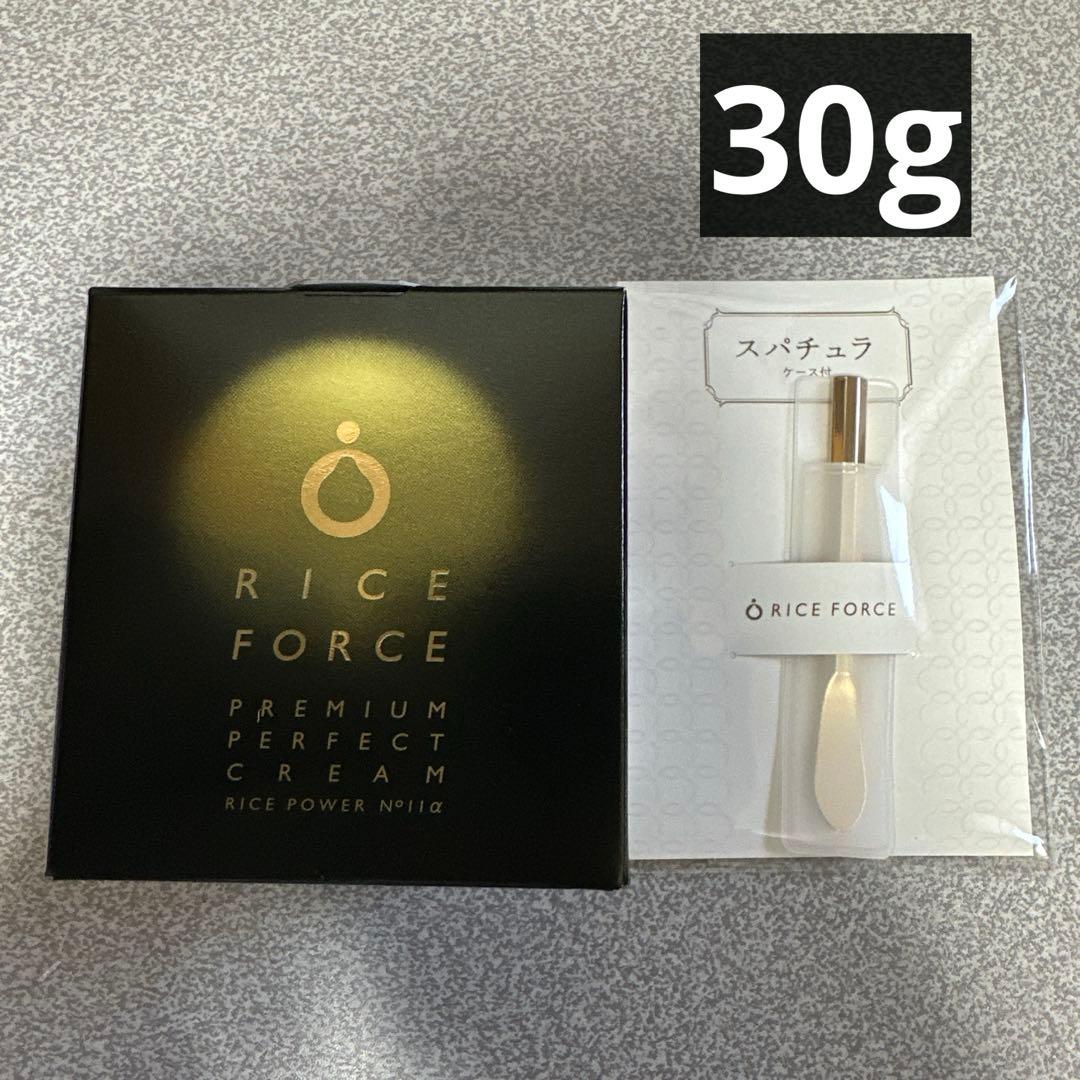 30g
RICE
FORCE
PREMIUM
PERFECT
CREAM
RICE POWER Nº11α
スパチュラ
ケース付
RICE FORCE